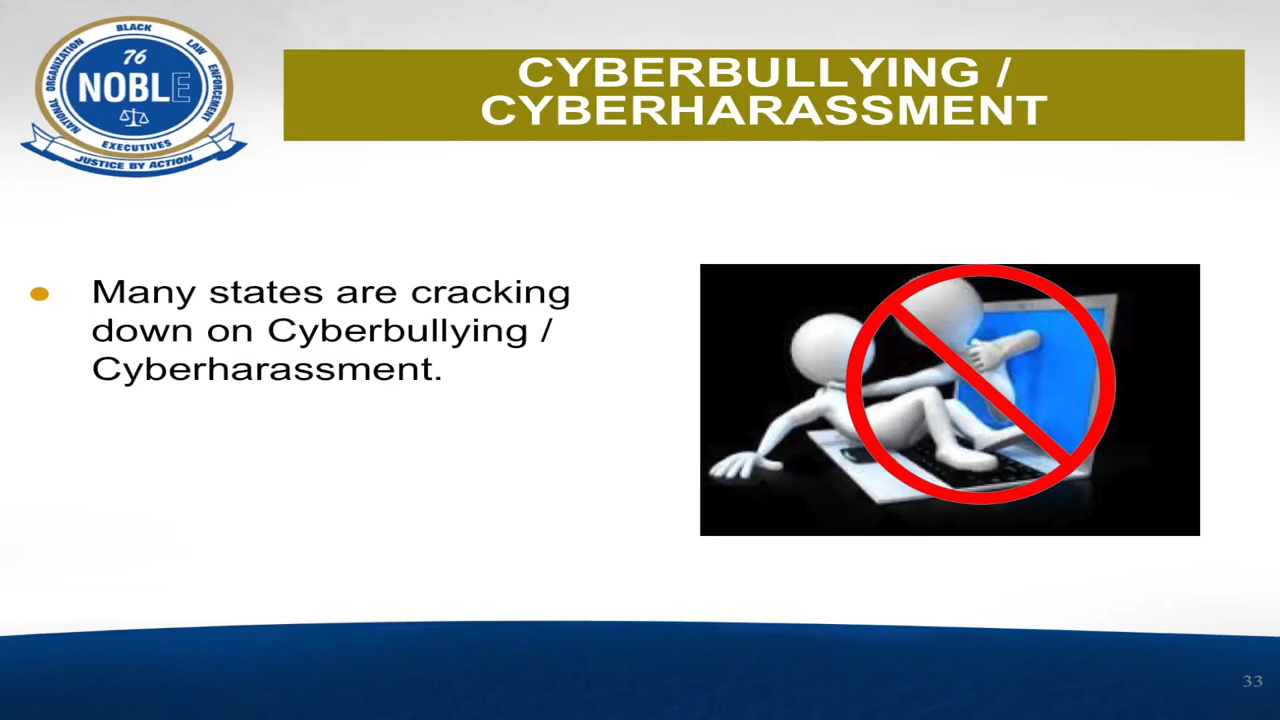 NATIONAL ORGANIZATION BLACK LAW ENFORCEMENT
76
NOBLE
EXECUTIVES
JUSTICE BY ACTION
CYBERBULLYING /
CYBERHARASSMENT
● Many states are cracking
down on Cyberbullying /
Cyberharassment.
33